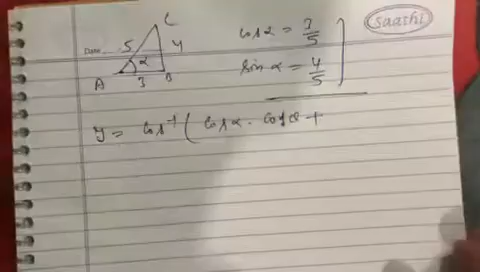 saathi
Date
C
5
4
α
A
3
B
cos α = 3/5
sin α = 4/5
y = cos⁻¹ ( cos α . cos θ +